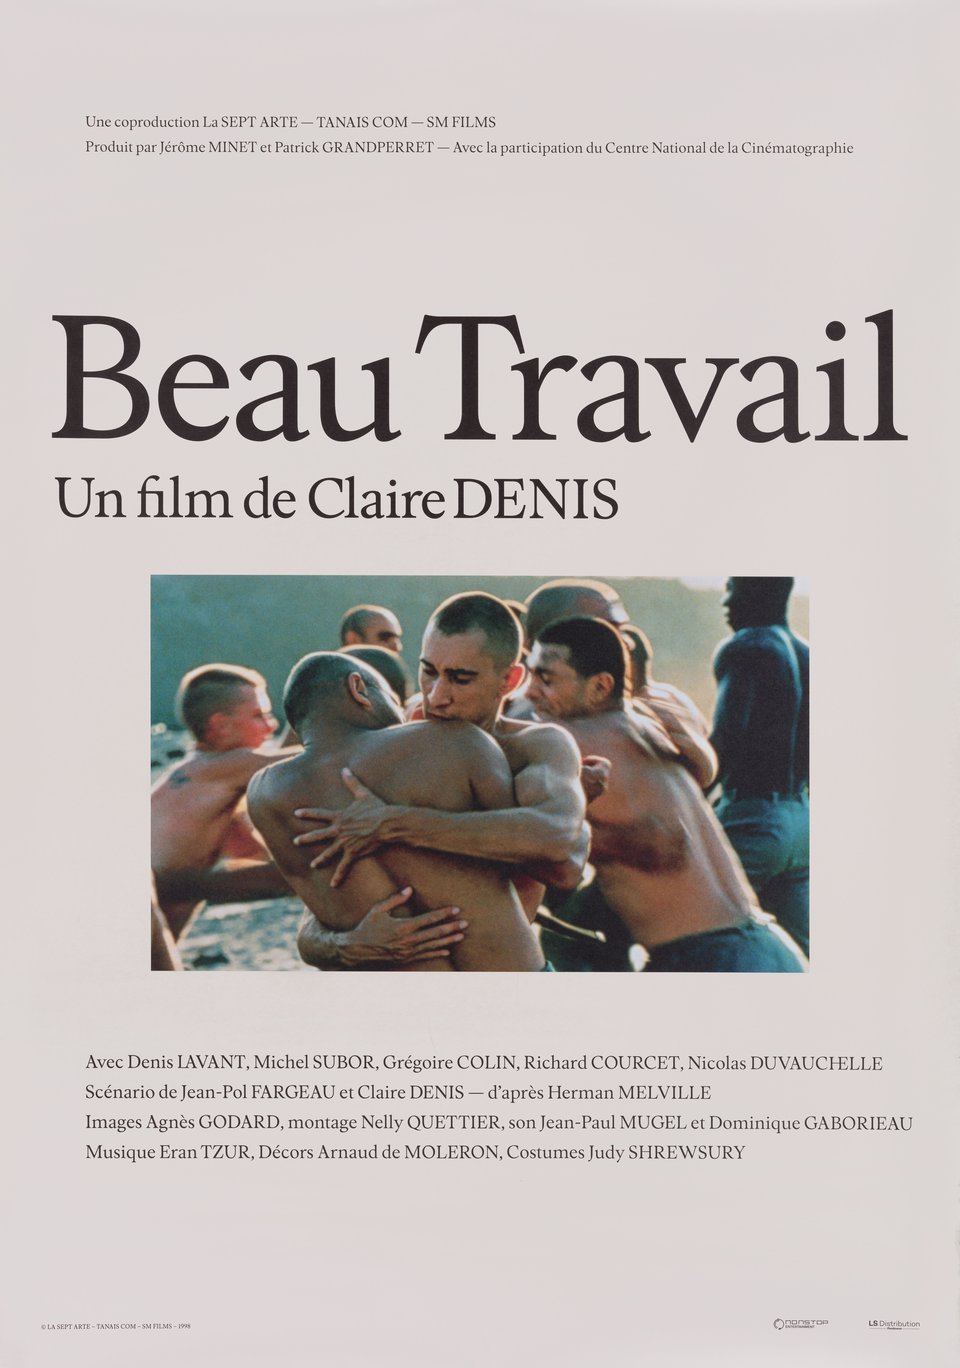 Une coproduction La SEPT ARTE — TANAIS COM — SM FILMS
Produit par Jérôme MINET et Patrick GRANDPERRET — Avec la participation du Centre National de la Cinématographie
Beau Travail
Un film de Claire DENIS
Avec Denis LAVANT, Michel SUBOR, Grégoire COLIN, Richard COURCET, Nicolas DUVAUCHELLE
Scénario de Jean-Pol FARGEAU et Claire DENIS — d'après Herman MELVILLE
Images Agnès GODARD, montage Nelly QUETTIER, son Jean-Paul MUGEL et Dominique GABORIEAU
Musique Eran TZUR, Décors Arnaud de MOLERON, Costumes Judy SHREWSURY
© LA SEPT ARTE – TANAIS COM – SM FILMS – 1998
NONSTOP
ENTERTAINMENT
LS Distribution